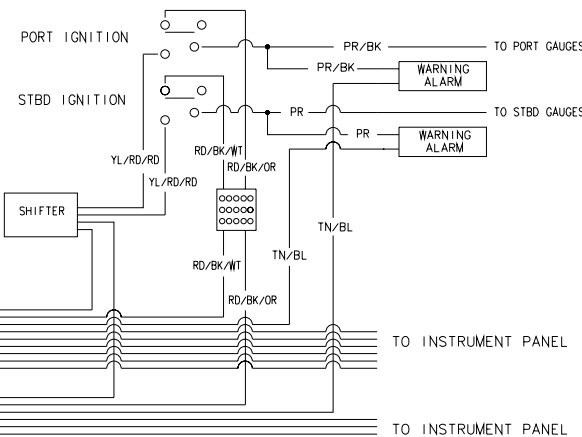 PORT IGNITION
PR/BK
TO PORT GAUGES
PR/BK
WARNING
ALARM
STBD IGNITION
PR
TO STBD GAUGES
PR
WARNING
ALARM
RD/BK/WT
YL/RD/RD
RD/BK/OR
YL/RD/RD
SHIFTER
TN/BL
TN/BL
RD/BK/WT
RD/BK/OR
TO INSTRUMENT PANEL
TO INSTRUMENT PANEL